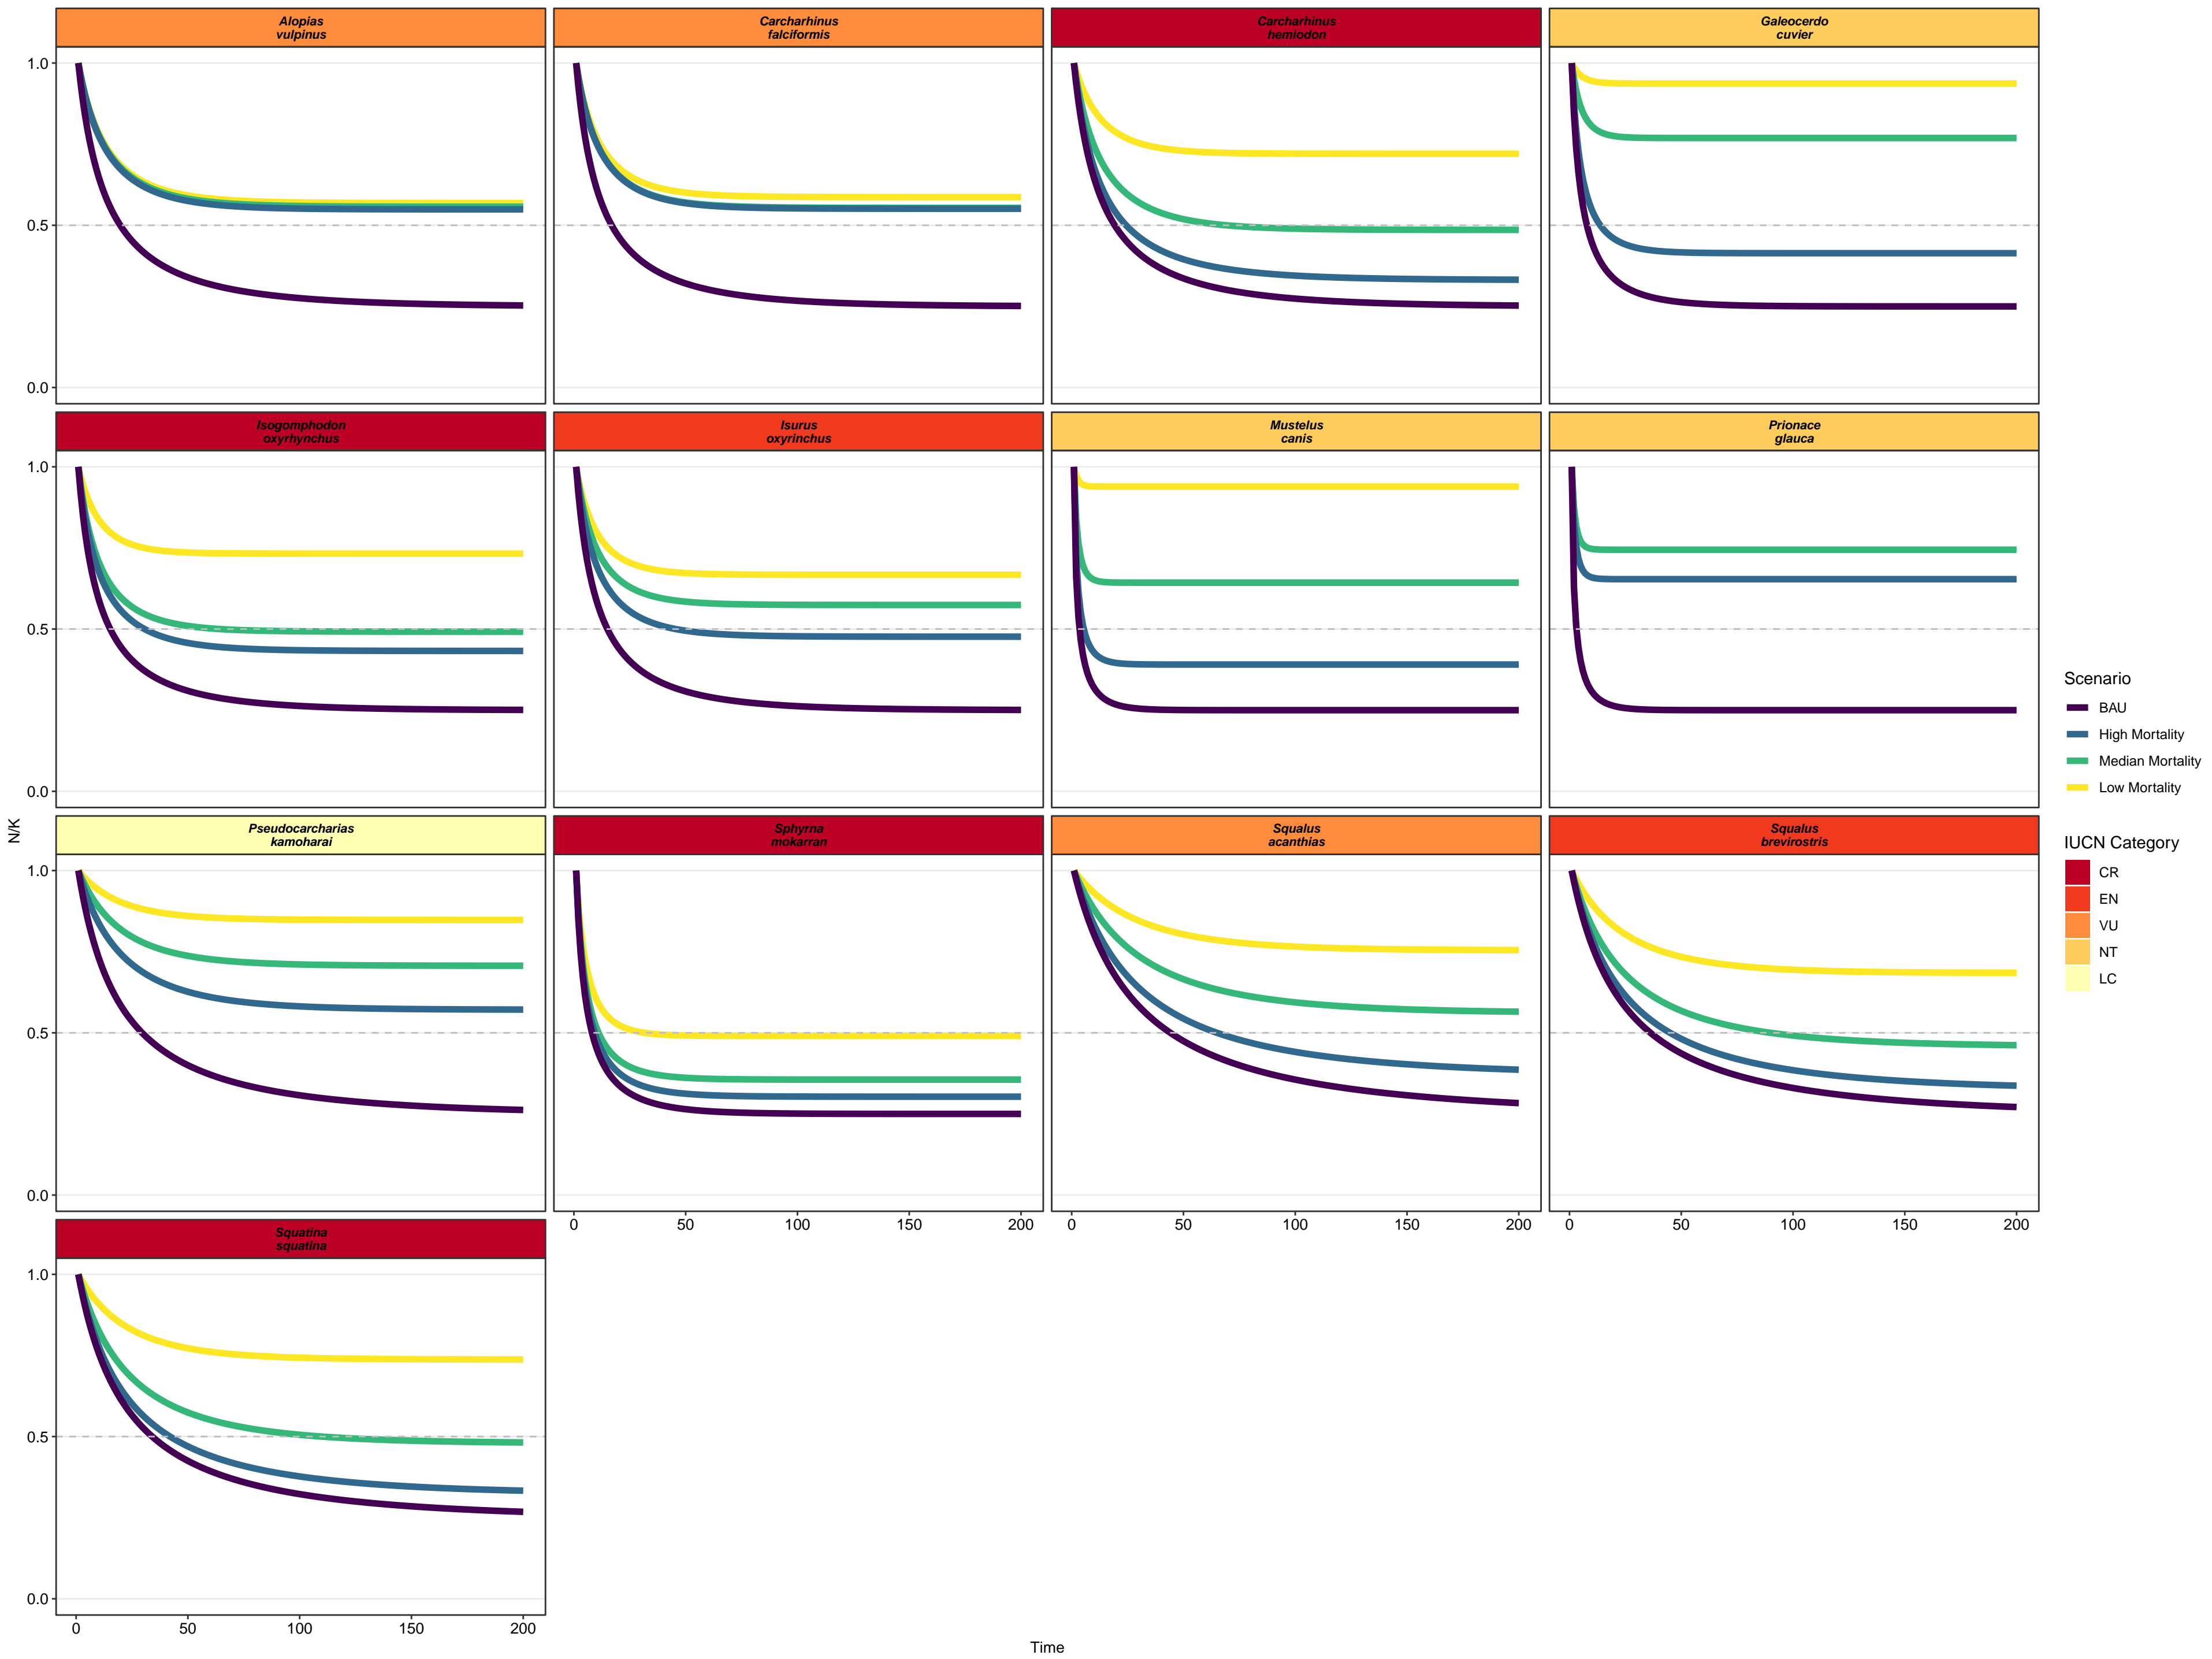 Alopias
vulpinus
Carcharhinus
falciformis
Carcharhinus
hemiodon
Galeocerdo
cuvier
1.0
0.5
0.0
Isogomphodon
oxyrhynchus
Isurus
oxyrinchus
Mustelus
canis
Prionace
glauca
1.0
0.5
0.0
Pseudocarcharias
kamoharai
Sphyrna
mokarran
Squalus
acanthias
Squalus
brevirostris
1.0
0.5
0.0
0 50 100 150 200
0 50 100 150 200
0 50 100 150 200
Squatina
squatina
1.0
0.5
0.0
0 50 100 150 200
Time
N/K
Scenario
BAU
High Mortality
Median Mortality
Low Mortality
IUCN Category
CR
EN
VU
NT
LC